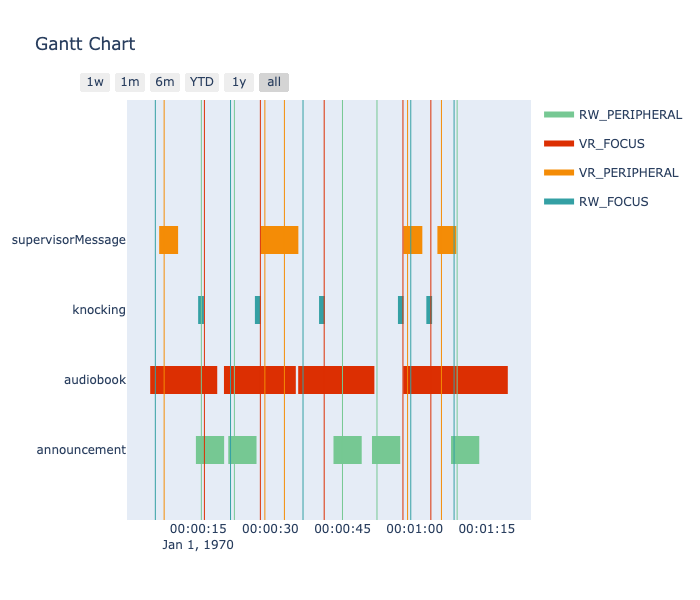 Gantt Chart
1w 1m 6m YTD 1y all
RW_PERIPHERAL
VR_FOCUS
VR_PERIPHERAL
RW_FOCUS
supervisorMessage
knocking
audiobook
announcement
00:00:15 00:00:30 00:00:45 00:01:00 00:01:15
Jan 1, 1970